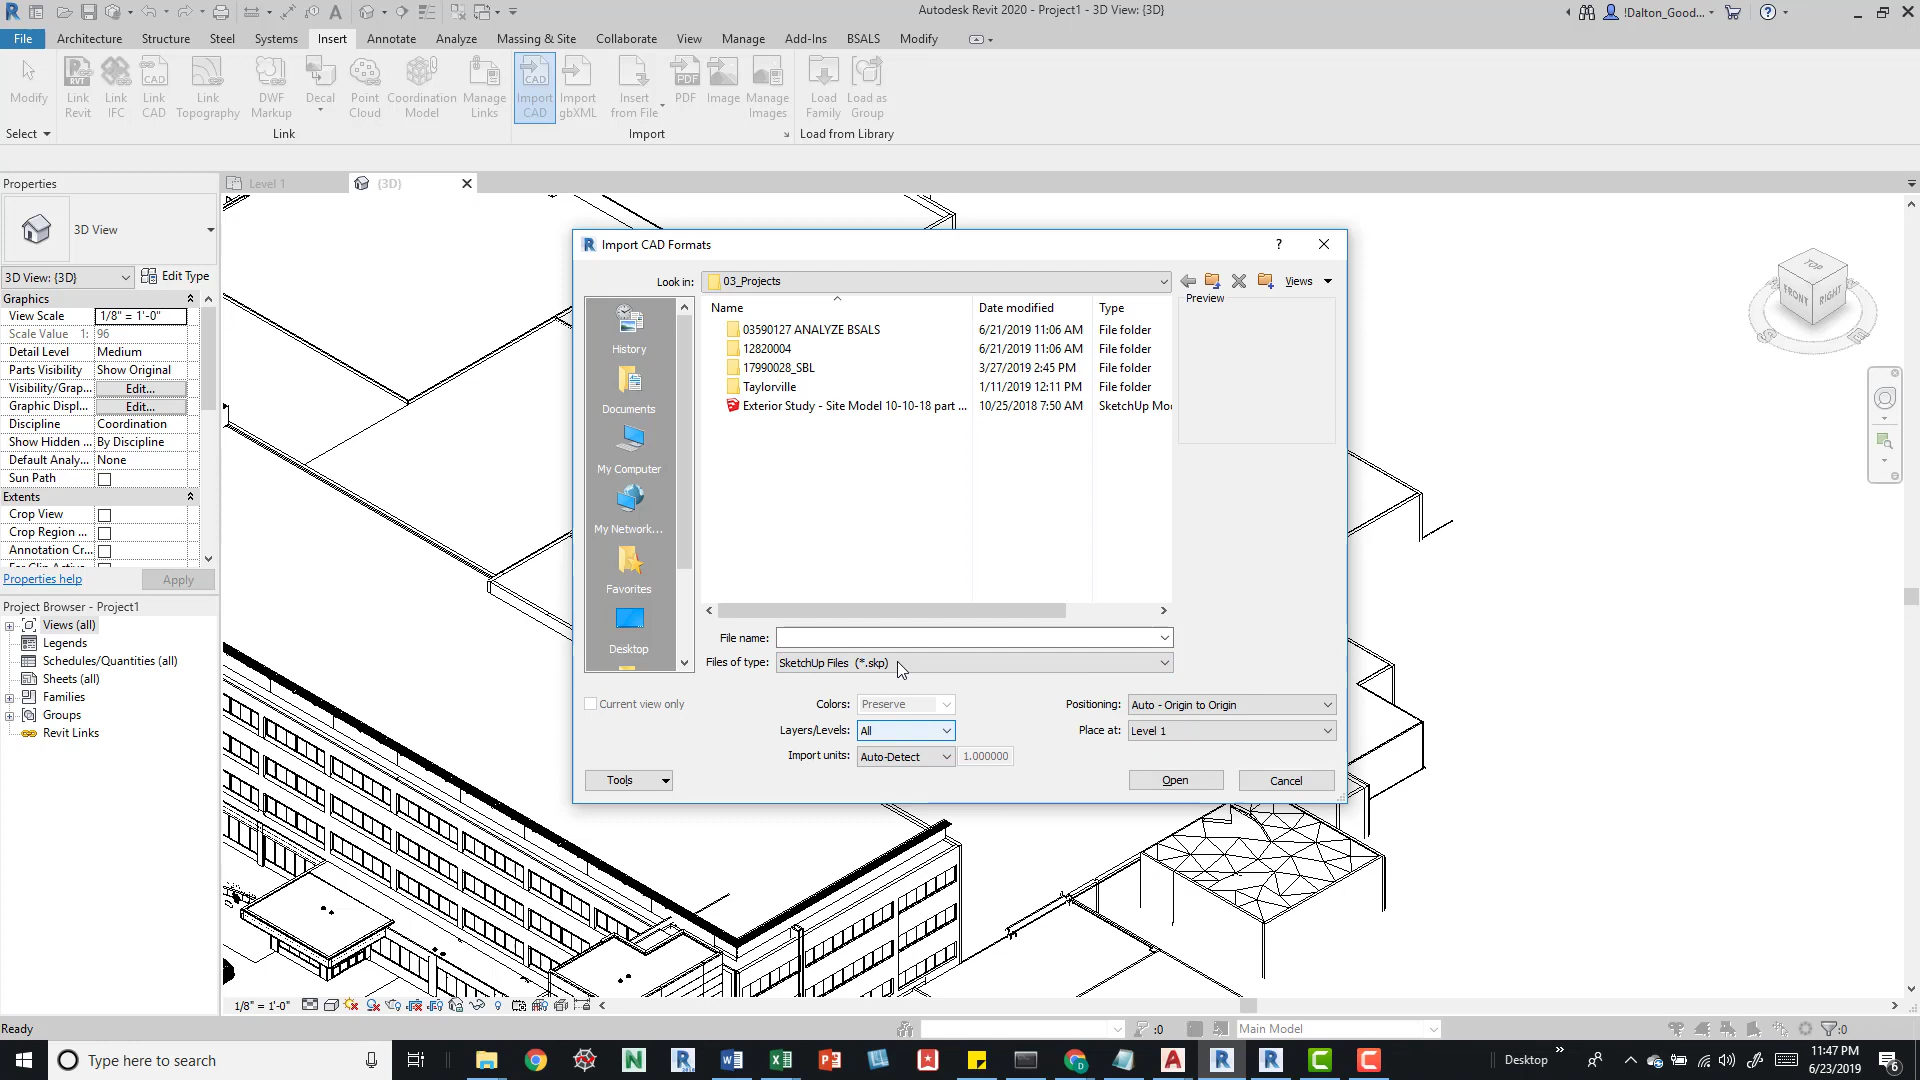 Autodesk Revit 2020 - Project1 - 3D View: {3D}
!Dalton_Good...
File Architecture Structure Steel Systems Insert Annotate Analyze Massing & Site Collaborate View Manage Add-Ins BSALS Modify
Modify
Link Revit
Link IFC
Link CAD
Link Topography
DWF Markup
Decal
Point Cloud
Coordination Model
Manage Links
Import CAD
Import gbXML
Insert from File
PDF
Image
Manage Images
Load Family
Load as Group
Select
Link
Import
Load from Library
Properties
Level 1
{3D}
3D View
3D View: {3D}
Edit Type
Graphics
View Scale 1/8" = 1'-0"
Scale Value 1: 96
Detail Level Medium
Parts Visibility Show Original
Visibility/Grap... Edit...
Graphic Displ... Edit...
Discipline Coordination
Show Hidden ... By Discipline
Default Analy... None
Sun Path
Extents
Crop View
Crop Region ...
Annotation Cr...
Properties help
Apply
Project Browser - Project1
Views (all)
Legends
Schedules/Quantities (all)
Sheets (all)
Families
Groups
Revit Links
Import CAD Formats
Look in: 03_Projects
Views
Name Date modified Type
Preview
03590127 ANALYZE BSALS 6/21/2019 11:06 AM File folder
12820004 6/21/2019 11:06 AM File folder
17990028_SBL 3/27/2019 2:45 PM File folder
Taylorville 1/11/2019 12:11 PM File folder
Exterior Study - Site Model 10-10-18 part ... 10/25/2018 7:50 AM SketchUp Mo
History
Documents
My Computer
My Network...
Favorites
Desktop
File name:
Files of type: SketchUp Files (*.skp)
Current view only
Colors: Preserve
Layers/Levels: All
Import units: Auto-Detect 1.000000
Positioning: Auto - Origin to Origin
Place at: Level 1
Tools
Open
Cancel
TOP
FRONT
RIGHT
1/8" = 1'-0"
Ready
:0
Main Model
:0
Type here to search
Desktop
11:47 PM
6/23/2019
6